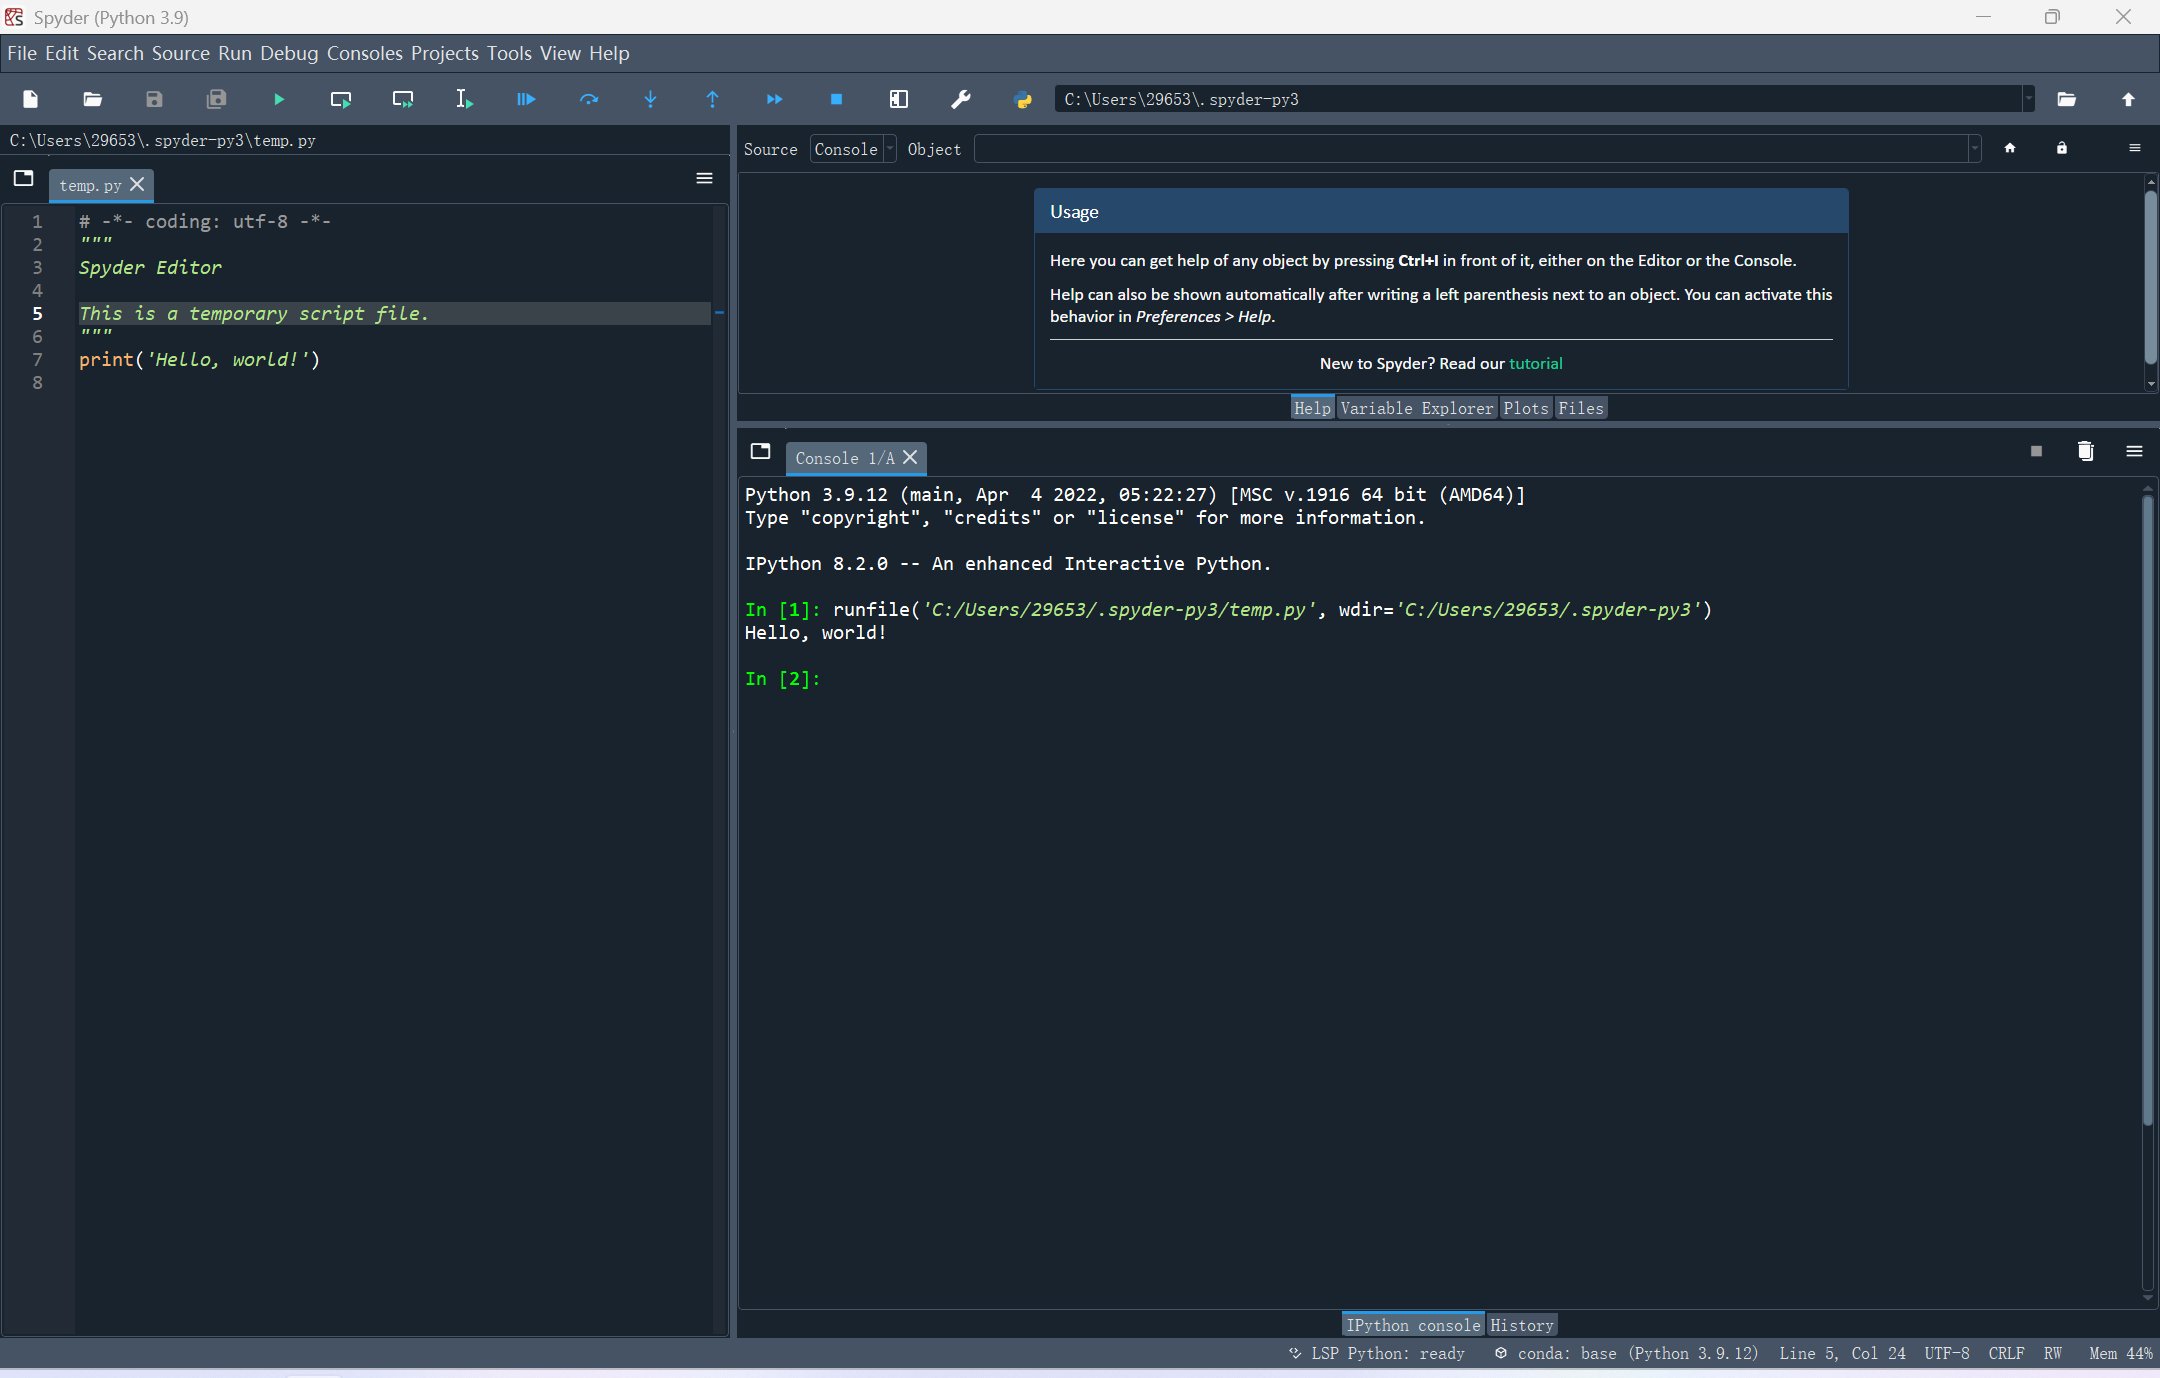 Spyder (Python 3.9)
File Edit Search Source Run Debug Consoles Projects Tools View Help
C:\Users\29653\.spyder-py3
C:\Users\29653\.spyder-py3\temp.py
temp.py
1 # -*- coding: utf-8 -*-
2 """
3 Spyder Editor
4
5 This is a temporary script file.
6 """
7 print('Hello, world!')
8
Source Console Object
Usage
Here you can get help of any object by pressing Ctrl+I in front of it, either on the Editor or the Console.
Help can also be shown automatically after writing a left parenthesis next to an object. You can activate this
behavior in Preferences > Help.
New to Spyder? Read our tutorial
Help Variable Explorer Plots Files
Console 1/A
Python 3.9.12 (main, Apr  4 2022, 05:22:27) [MSC v.1916 64 bit (AMD64)]
Type "copyright", "credits" or "license" for more information.
IPython 8.2.0 -- An enhanced Interactive Python.
In [1]: runfile('C:/Users/29653/.spyder-py3/temp.py', wdir='C:/Users/29653/.spyder-py3')
Hello, world!
In [2]:
IPython console History
LSP Python: ready conda: base (Python 3.9.12) Line 5, Col 24 UTF-8 CRLF RW Mem 44%